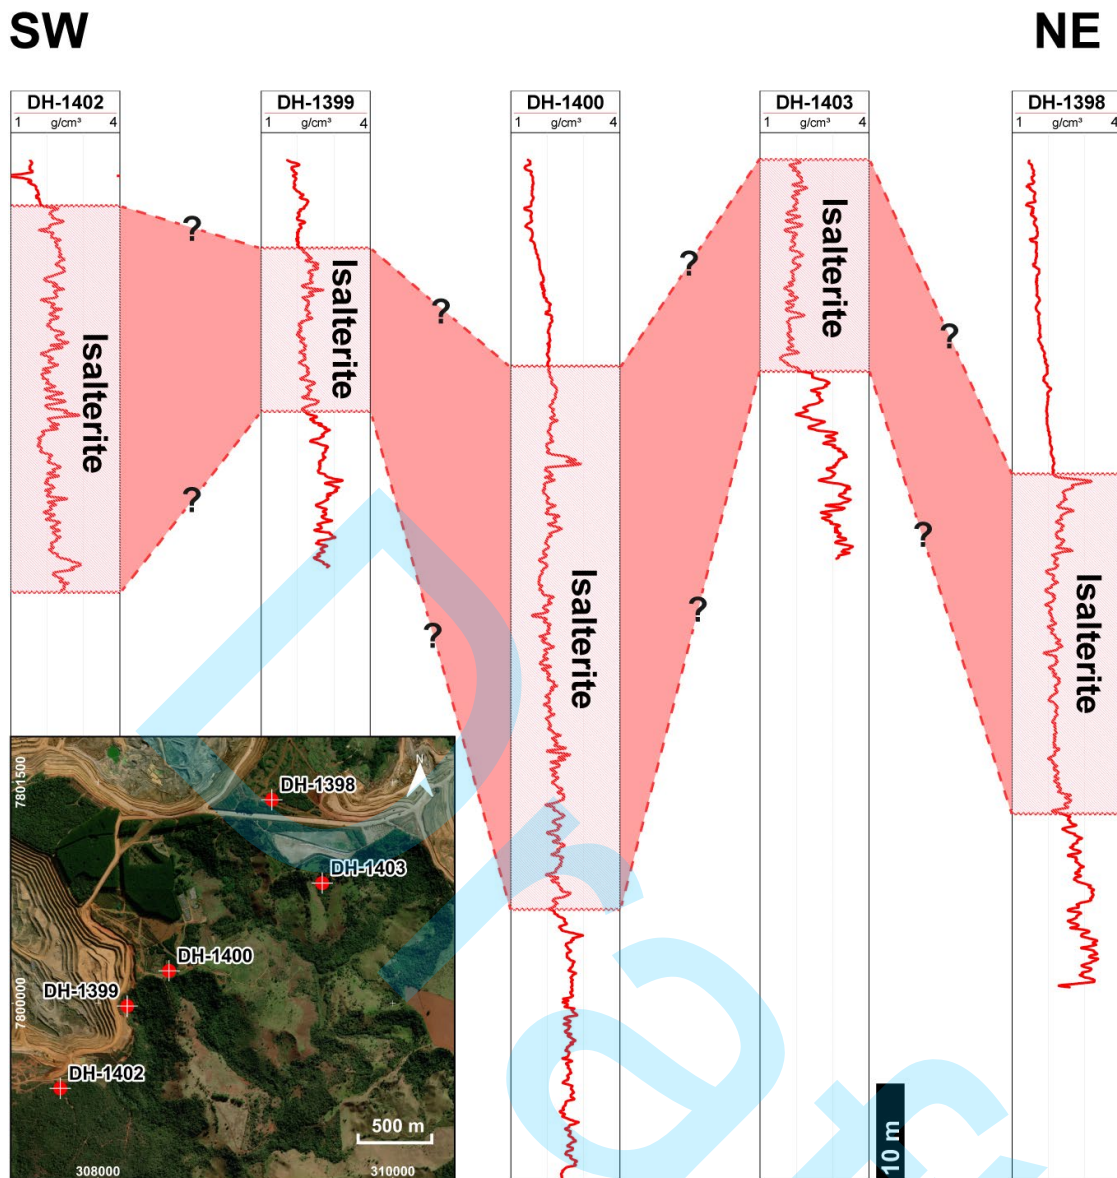 SW
NE
DH-1402
1 g/cm³ 4
DH-1399
1 g/cm³ 4
DH-1400
1 g/cm³ 4
DH-1403
1 g/cm³ 4
DH-1398
1 g/cm³ 4
Isalterite
Isalterite
Isalterite
Isalterite
Isalterite
?
?
?
?
?
?
?
?
7801500
7800000
N
DH-1398
DH-1403
DH-1400
DH-1399
DH-1402
500 m
308000
310000
10 m